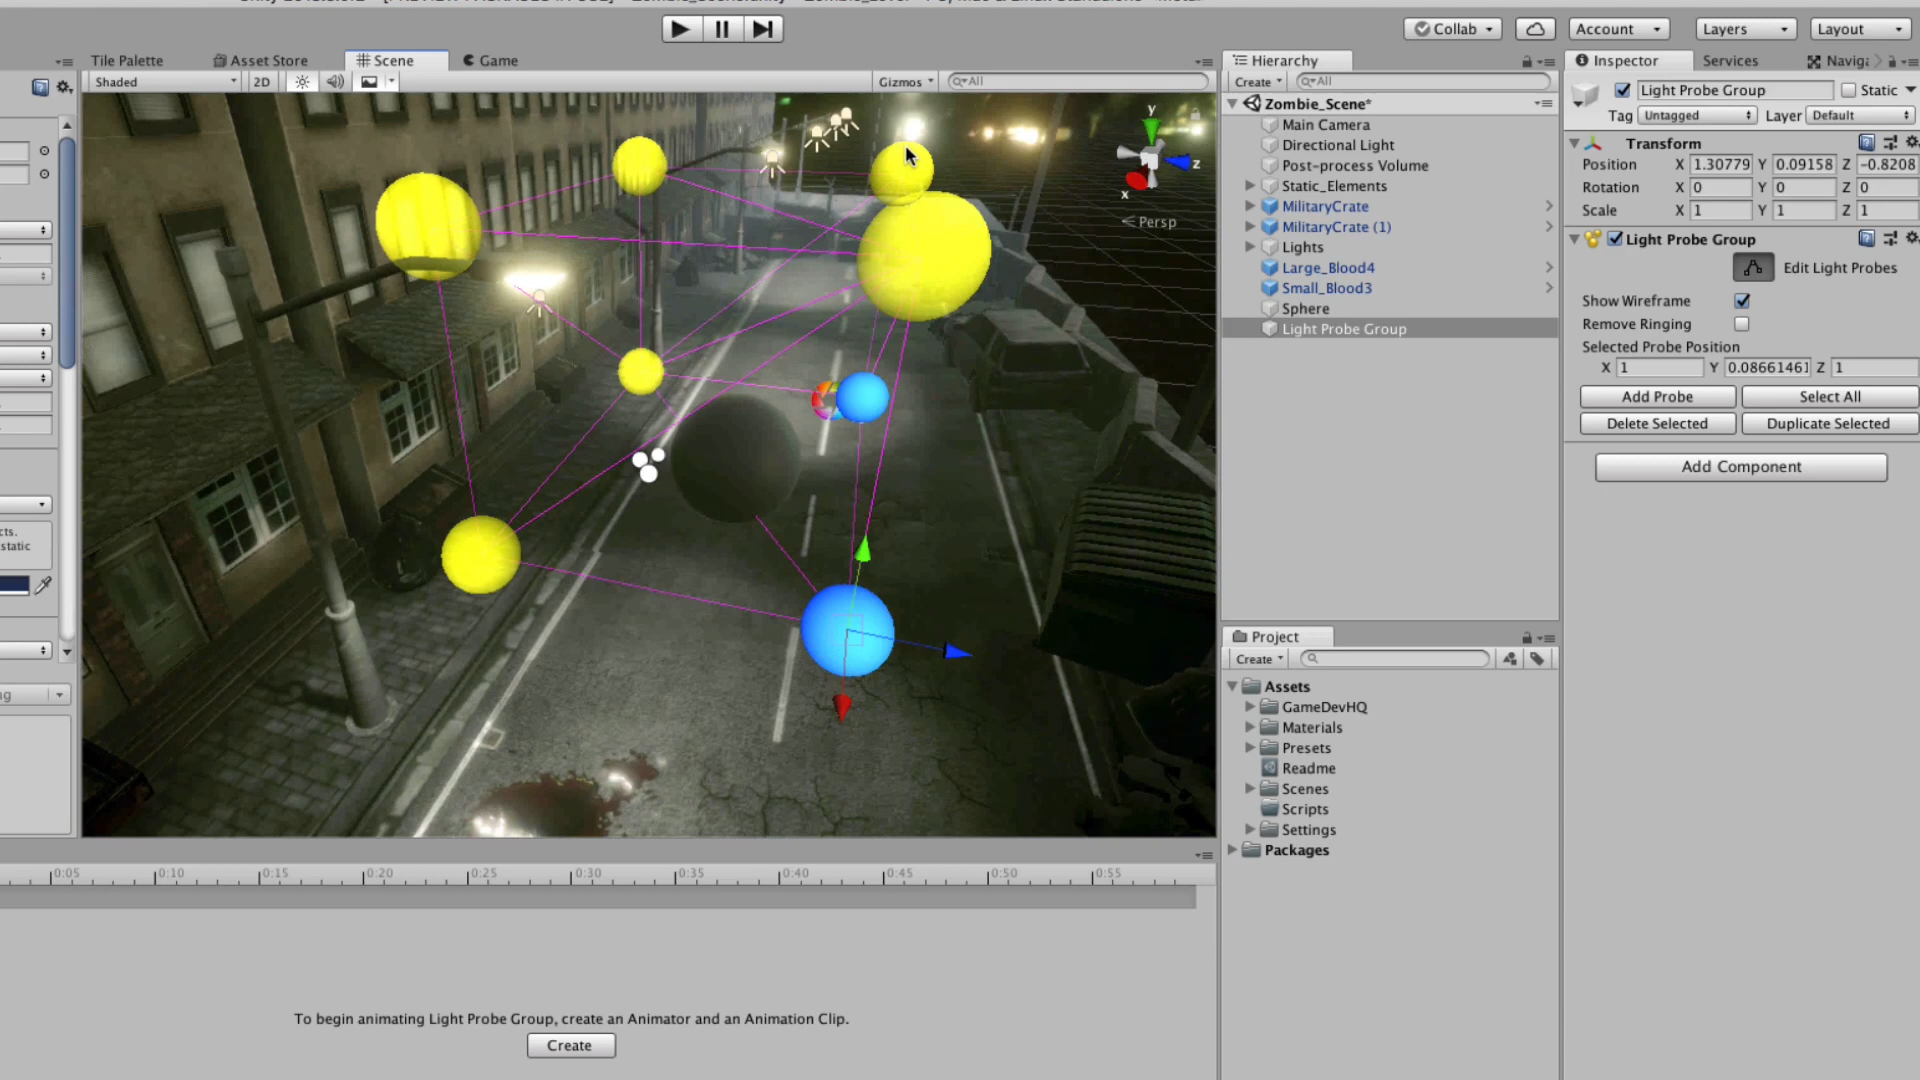 Collab
Account
Layers
Layout
Tile Palette
Asset Store
Scene
Game
Shaded
2D
Gizmos
All
y
z
x
Persp
Hierarchy
Create
All
Zombie_Scene*
Main Camera
Directional Light
Post-process Volume
Static_Elements
MilitaryCrate
MilitaryCrate (1)
Lights
Large_Blood4
Small_Blood3
Sphere
Light Probe Group
Project
Create
Assets
GameDevHQ
Materials
Presets
Readme
Scenes
Scripts
Settings
Packages
Inspector
Services
Light Probe Group
Static
Tag Untagged Layer Default
Transform
Position X 1.30779 Y 0.09158 Z -0.8208
Rotation X 0 Y 0 Z 0
Scale X 1 Y 1 Z 1
Light Probe Group
Edit Light Probes
Show Wireframe
Remove Ringing
Selected Probe Position
X 1 Y 0.08661461 Z 1
Add Probe
Select All
Delete Selected
Duplicate Selected
Add Component
0:05
0:10
0:15
0:20
0:25
0:30
0:35
0:40
0:45
0:50
0:55
To begin animating Light Probe Group, create an Animator and an Animation Clip.
Create